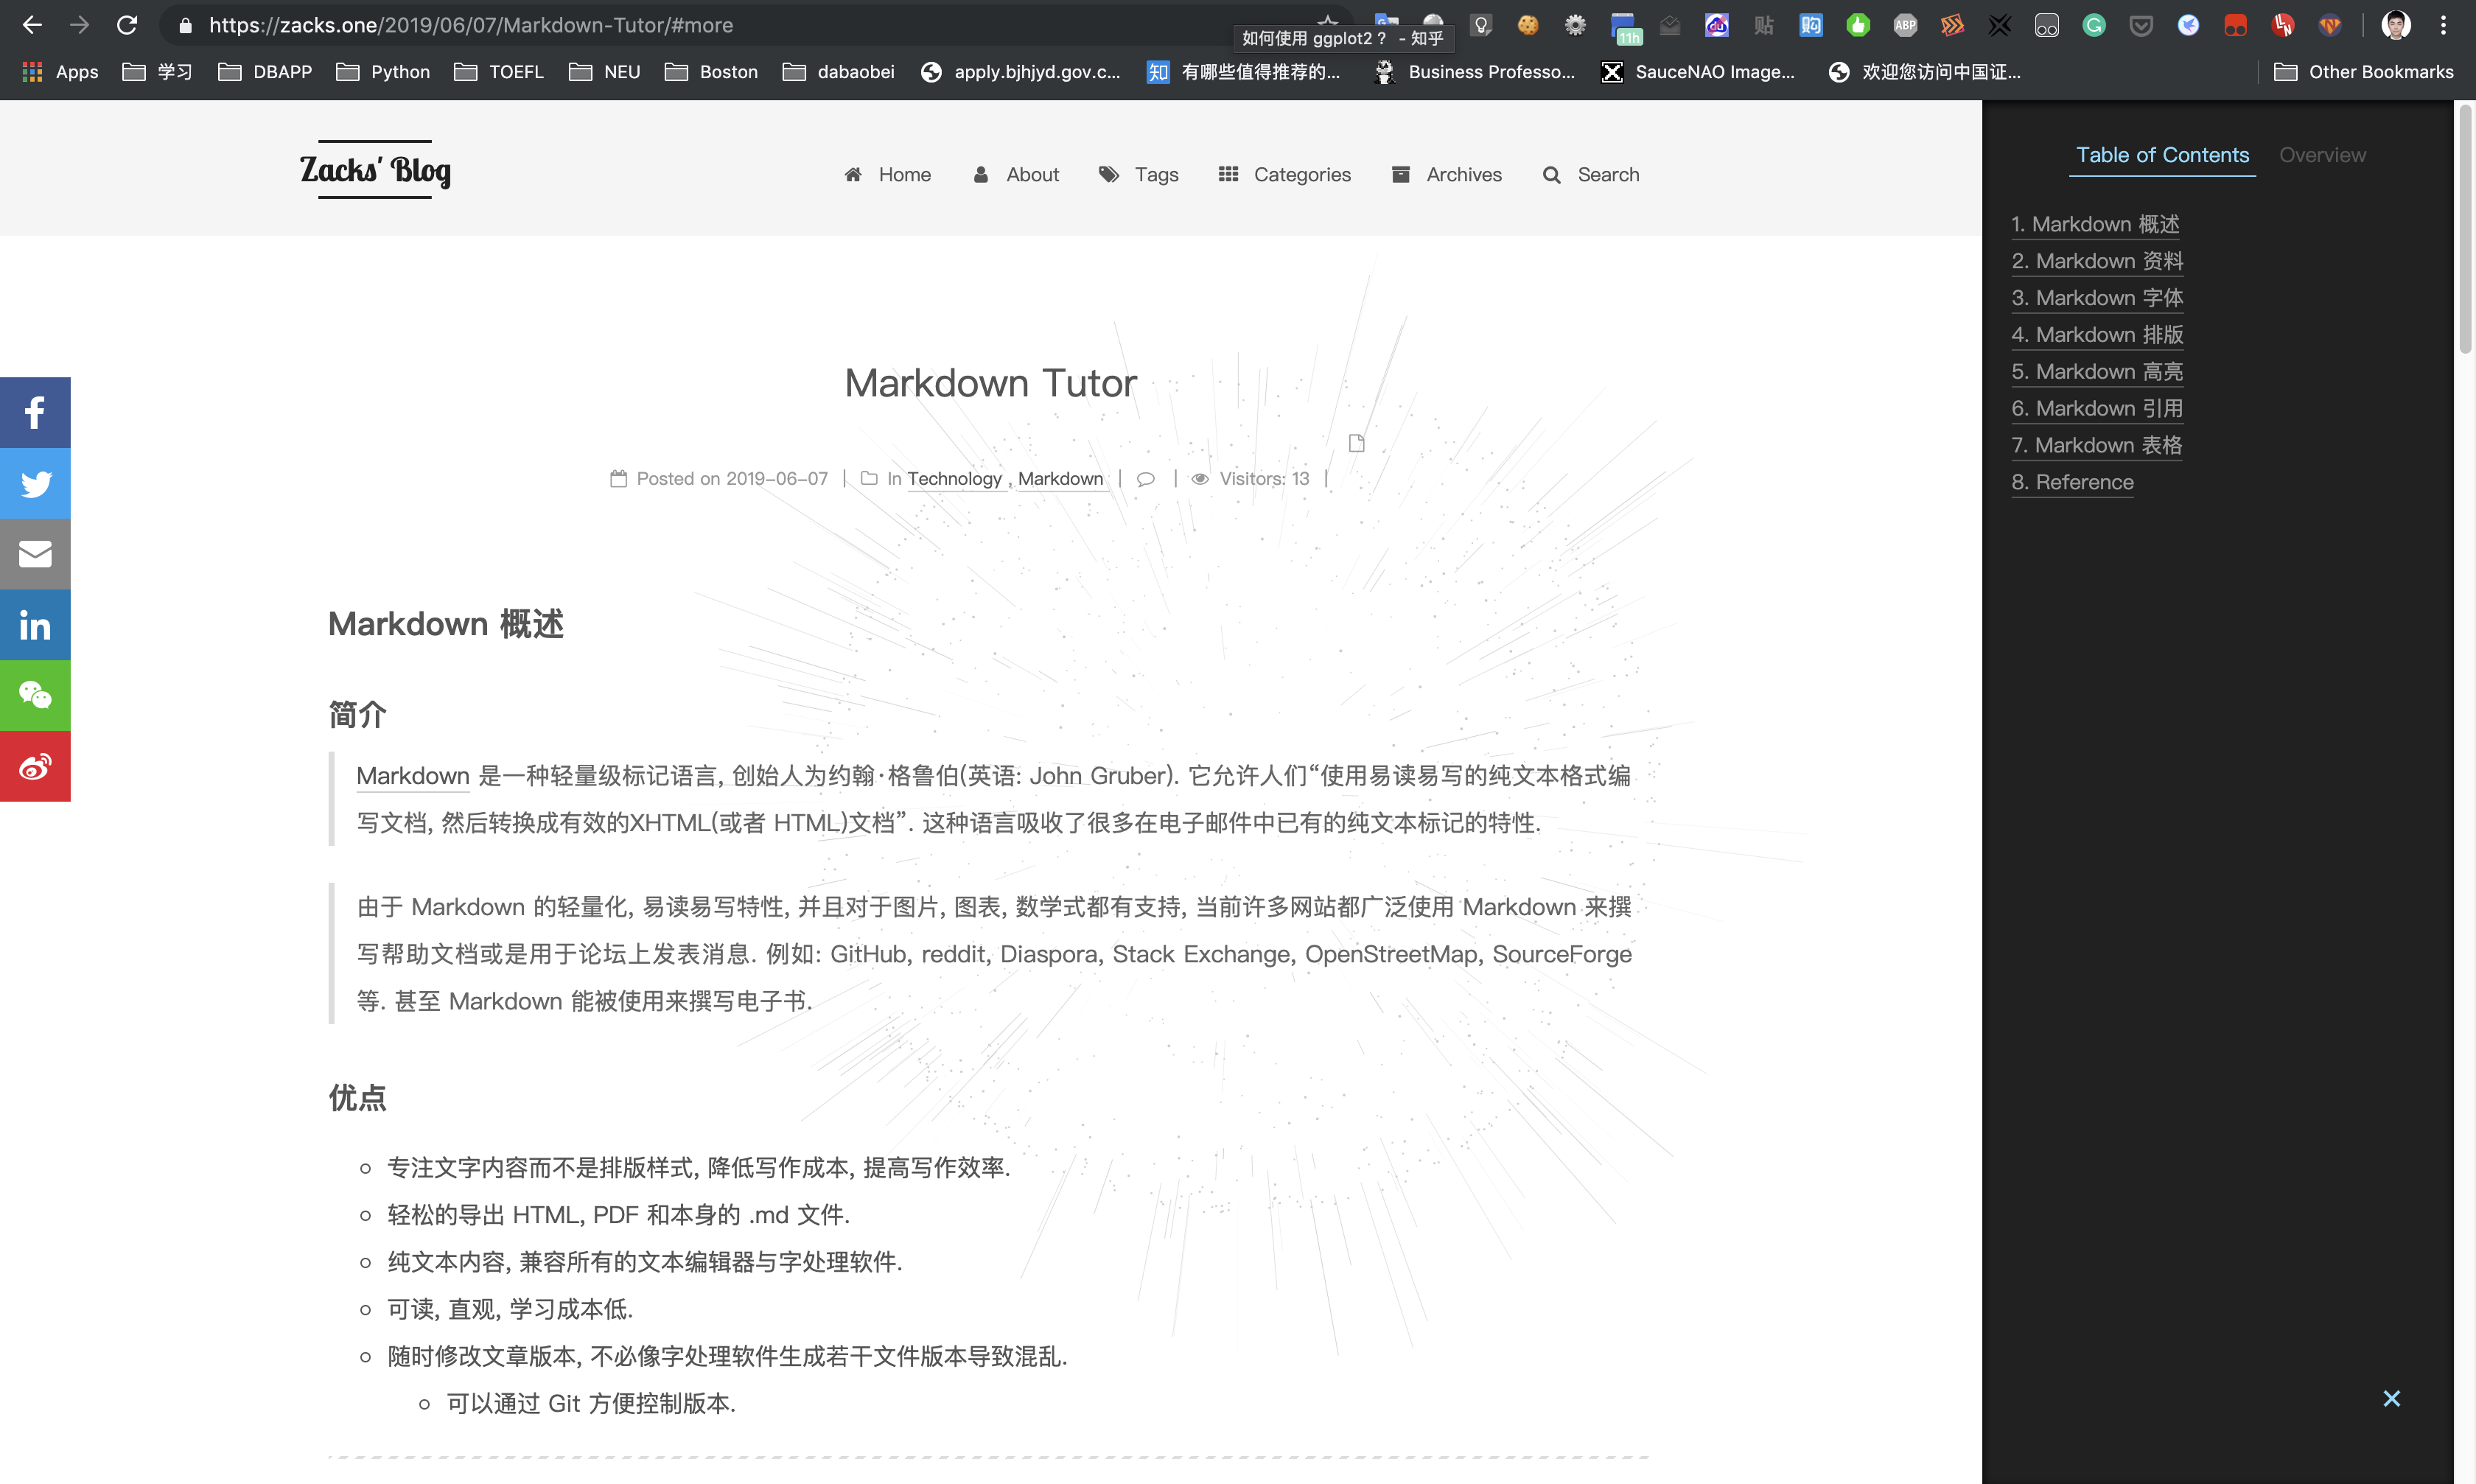 https://zacks.one/2019/06/07/Markdown-Tutor/#more
如何使用 ggplot2？ - 知乎
11h
贴
购
ABP
Apps 学习 DBAPP Python TOEFL NEU Boston dabaobei apply.bjhjyd.gov.c... 知 有哪些值得推荐的... Business Professo... SauceNAO Image... 欢迎您访问中国证... Other Bookmarks
Zacks' Blog
Home About Tags Categories Archives Search
Markdown Tutor
Posted on 2019-06-07 | In Technology , Markdown | | Visitors: 13 |
Markdown 概述
简介
Markdown 是一种轻量级标记语言, 创始人为约翰·格鲁伯(英语: John Gruber). 它允许人们“使用易读易写的纯文本格式编
写文档, 然后转换成有效的XHTML(或者 HTML)文档”. 这种语言吸收了很多在电子邮件中已有的纯文本标记的特性.
由于 Markdown 的轻量化, 易读易写特性, 并且对于图片, 图表, 数学式都有支持, 当前许多网站都广泛使用 Markdown 来撰
写帮助文档或是用于论坛上发表消息. 例如: GitHub, reddit, Diaspora, Stack Exchange, OpenStreetMap, SourceForge
等. 甚至 Markdown 能被使用来撰写电子书.
优点
专注文字内容而不是排版样式, 降低写作成本, 提高写作效率.
轻松的导出 HTML, PDF 和本身的 .md 文件.
纯文本内容, 兼容所有的文本编辑器与字处理软件.
可读, 直观, 学习成本低.
随时修改文章版本, 不必像字处理软件生成若干文件版本导致混乱.
可以通过 Git 方便控制版本.
Table of Contents Overview
1. Markdown 概述
2. Markdown 资料
3. Markdown 字体
4. Markdown 排版
5. Markdown 高亮
6. Markdown 引用
7. Markdown 表格
8. Reference